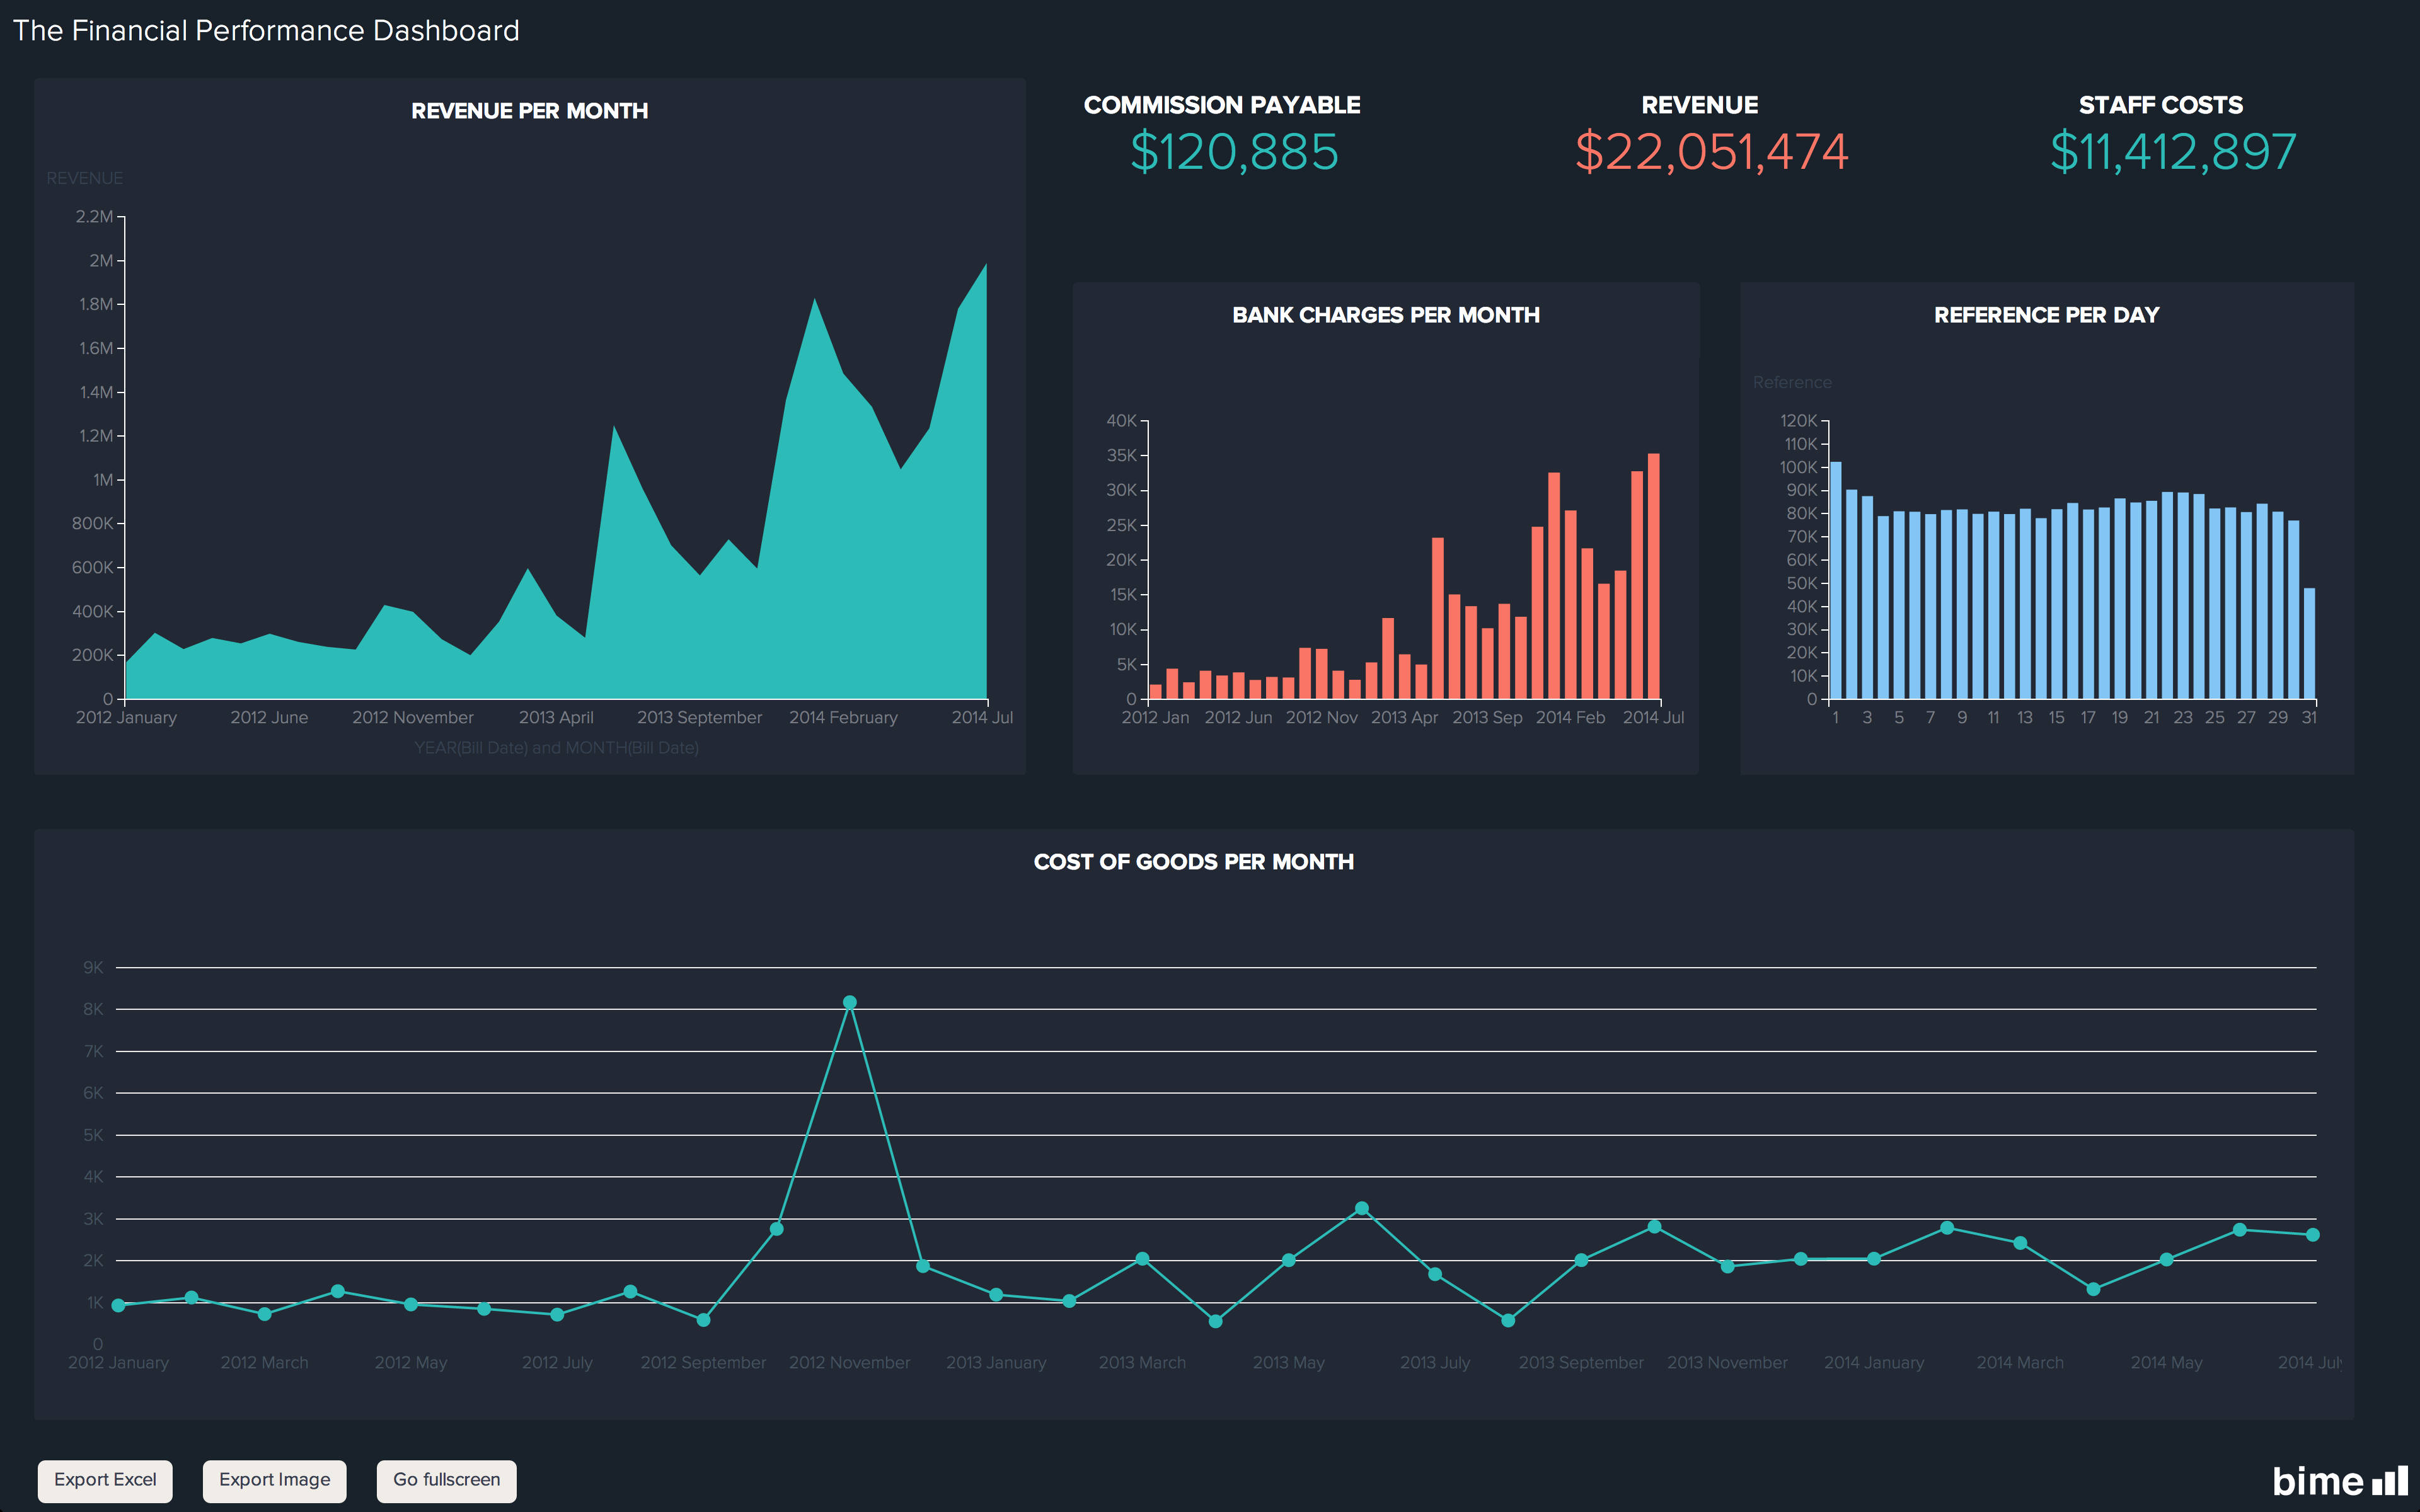 The Financial Performance Dashboard
REVENUE PER MONTH
REVENUE
2.2M
2M
1.8M
1.6M
1.4M
1.2M
1M
800K
600K
400K
200K
0
2012 January 2012 June 2012 November 2013 April 2013 September 2014 February 2014 Jul
YEAR(Bill Date) and MONTH(Bill Date)
COMMISSION PAYABLE
$120,885
REVENUE
$22,051,474
STAFF COSTS
$11,412,897
BANK CHARGES PER MONTH
40K
35K
30K
25K
20K
15K
10K
5K
0
2012 Jan 2012 Jun 2012 Nov 2013 Apr 2013 Sep 2014 Feb 2014 Jul
REFERENCE PER DAY
Reference
120K
110K
100K
90K
80K
70K
60K
50K
40K
30K
20K
10K
0
1 3 5 7 9 11 13 15 17 19 21 23 25 27 29 31
COST OF GOODS PER MONTH
9K
8K
7K
6K
5K
4K
3K
2K
1K
0
2012 January 2012 March 2012 May 2012 July 2012 September 2012 November 2013 January 2013 March 2013 May 2013 July 2013 September 2013 November 2014 January 2014 March 2014 May 2014 July
Export Excel Export Image Go fullscreen
bime